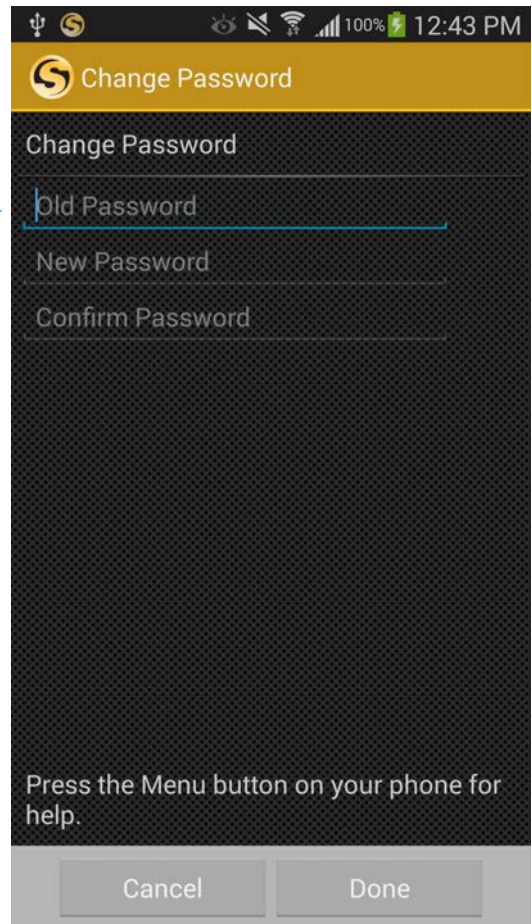 100% 12:43 PM
Change Password
Change Password
Old Password
New Password
Confirm Password
Press the Menu button on your phone for
help.
Cancel Done